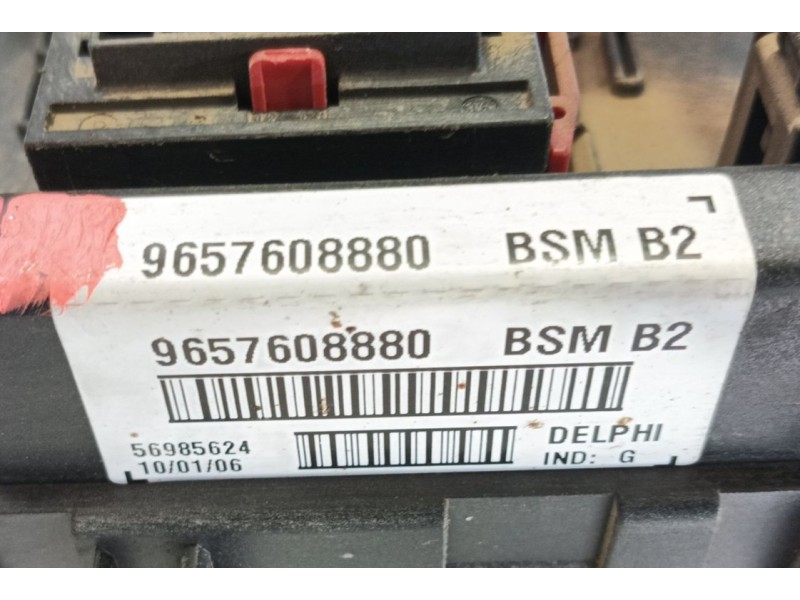 9657608880 BSM B2
9657608880 BSM B2
56985624 DELPHI
10/01/06 IND: G